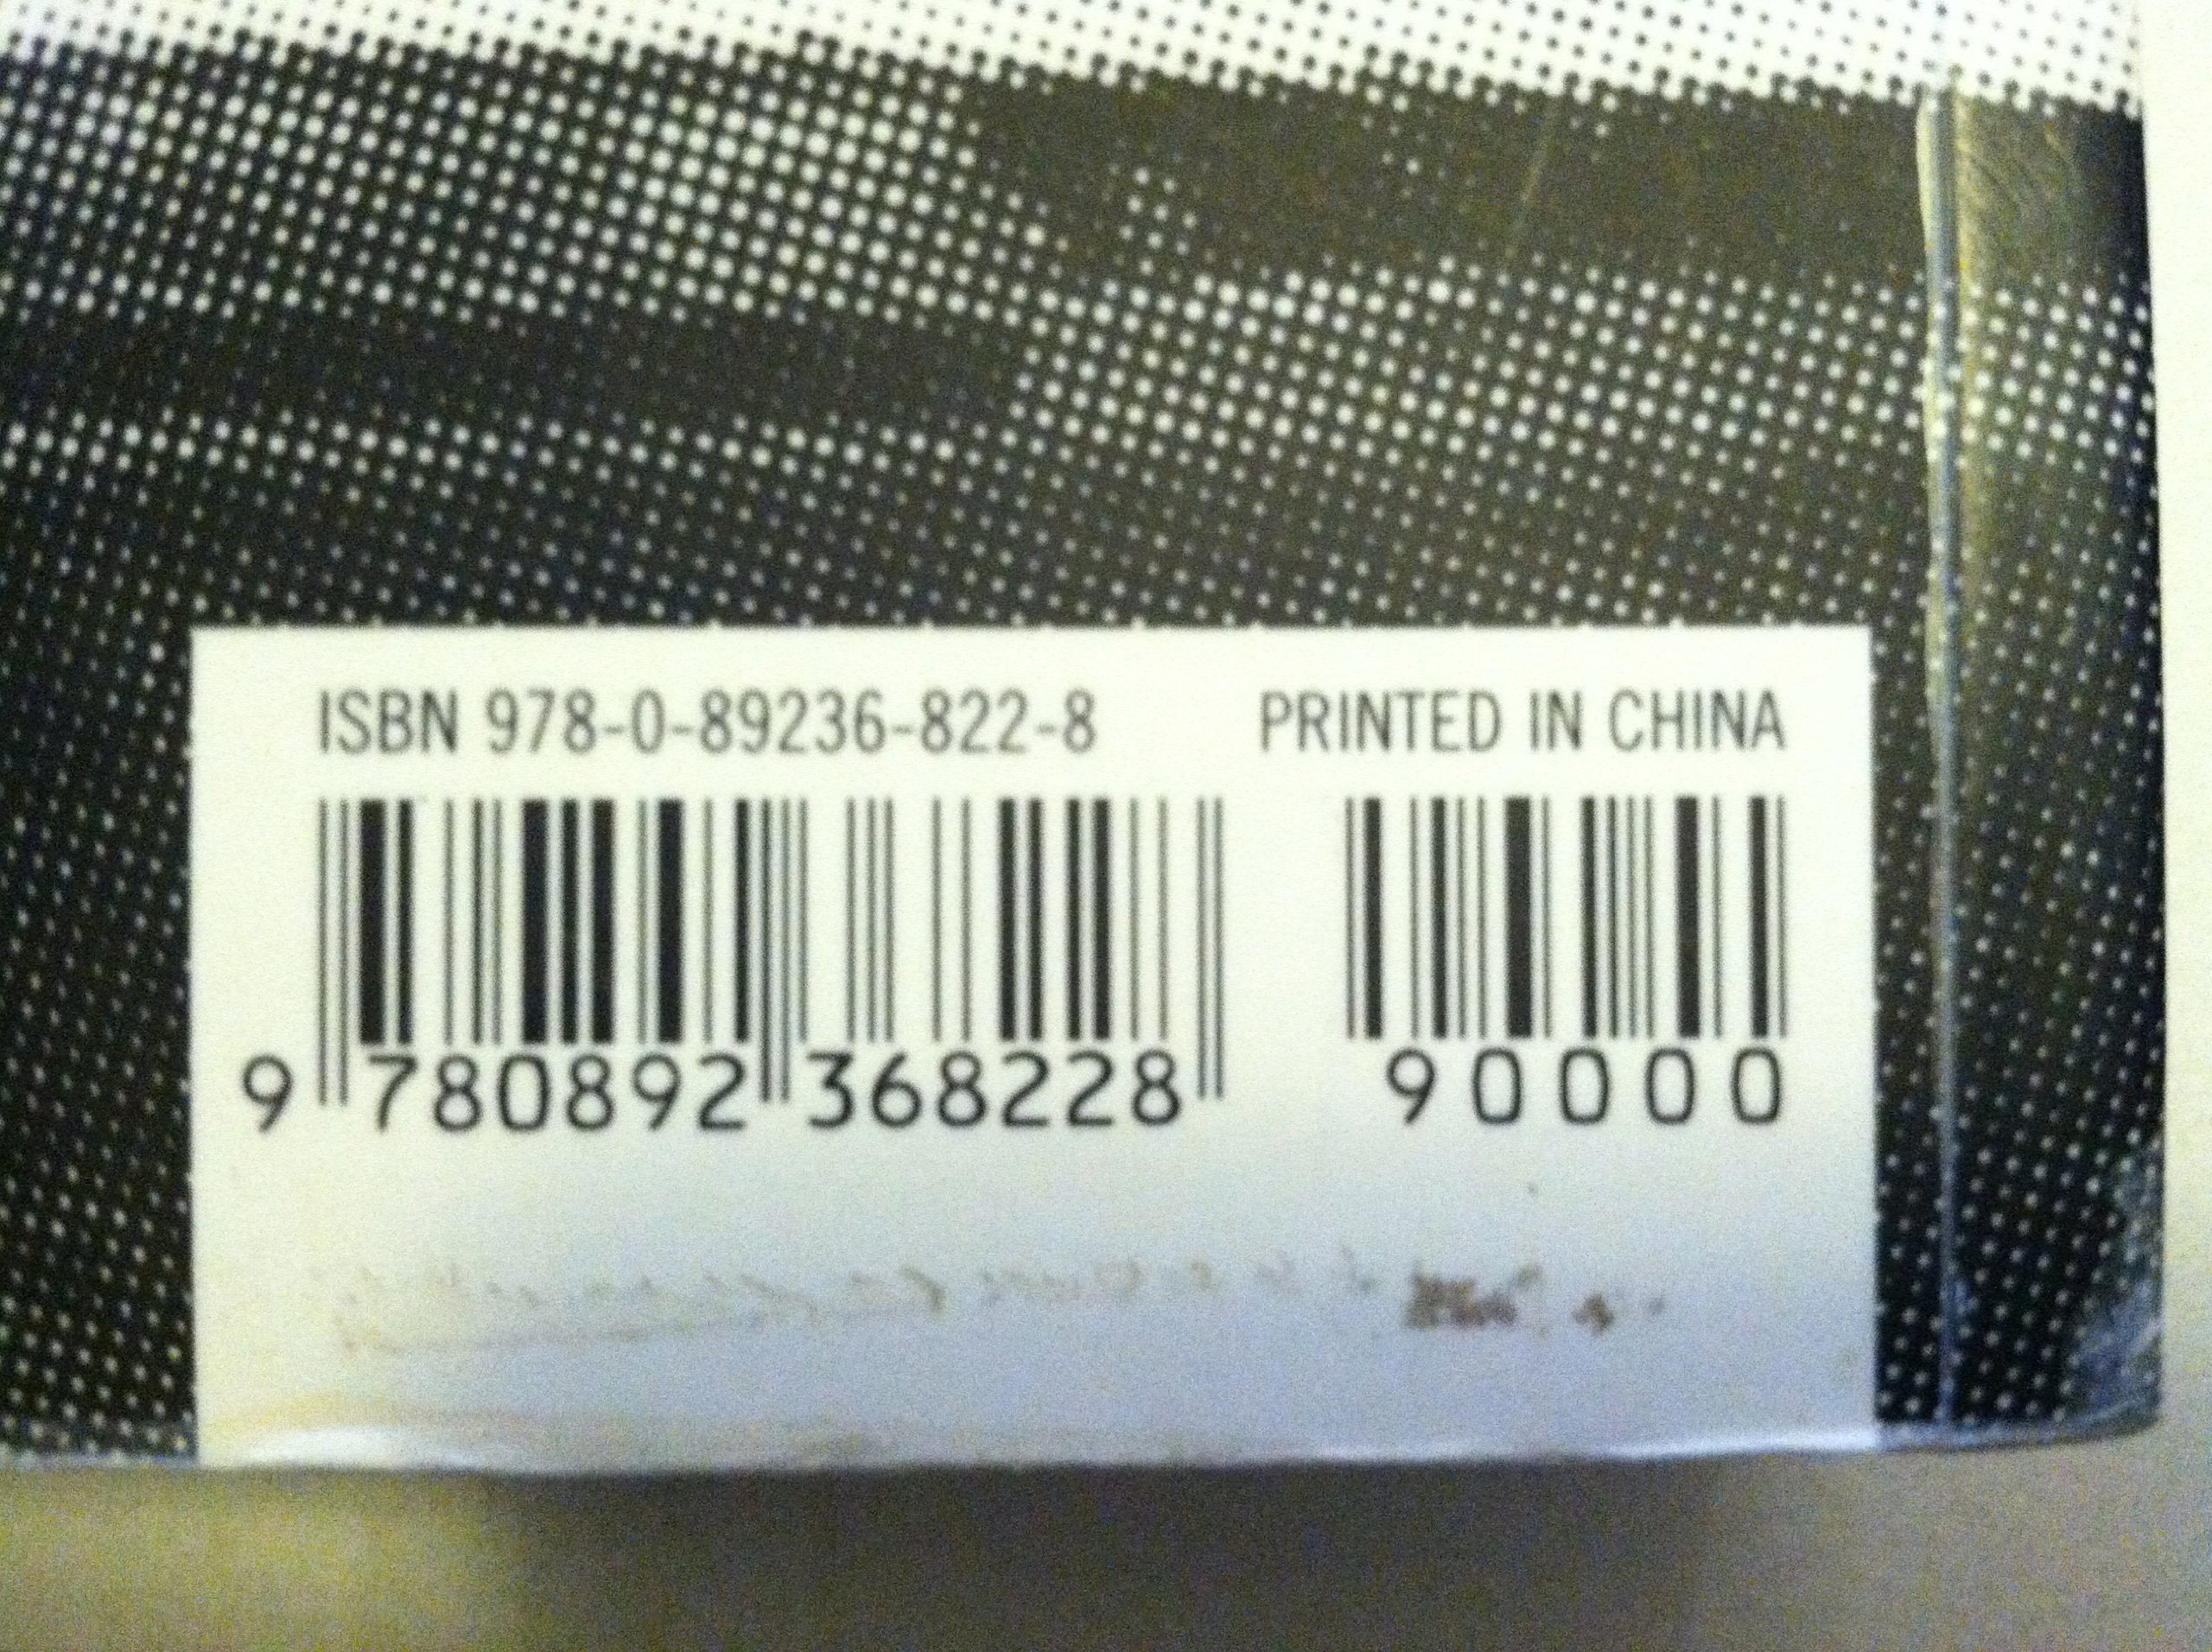 ISBN 978-0-89236-822-8 PRINTED IN CHINA
9 780892 368228 90000